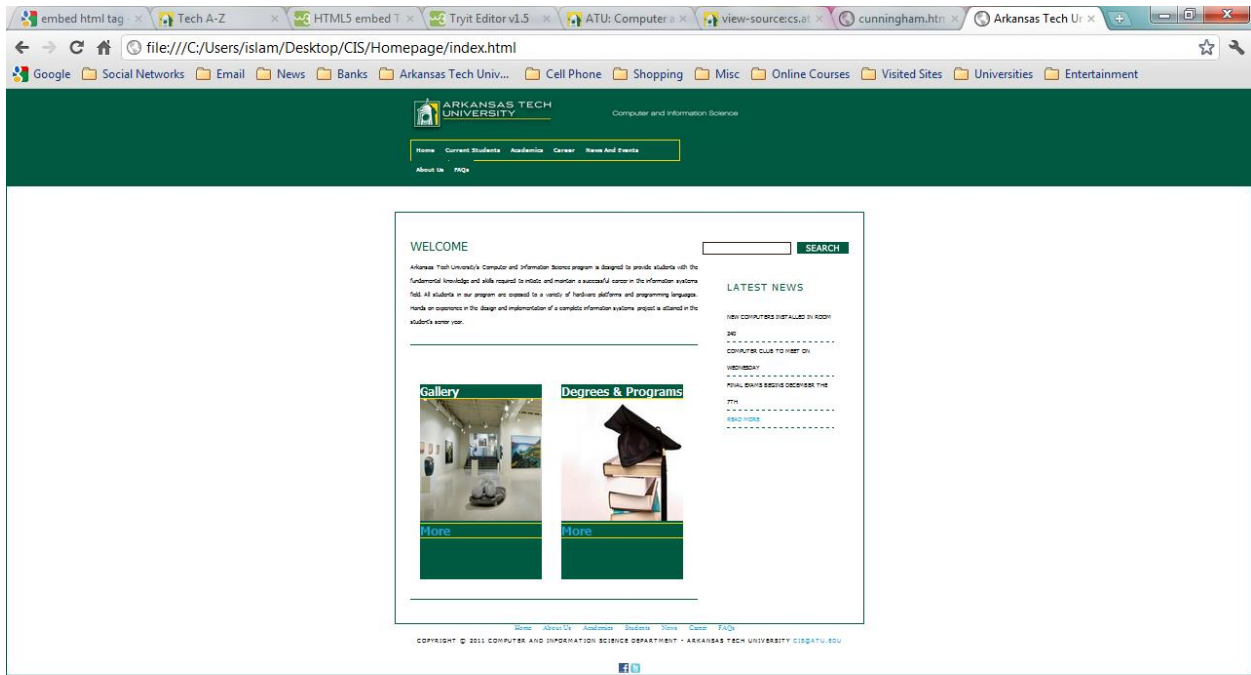 embed html tag -
Tech A-Z
HTML5 embed T
Tryit Editor v1.5
ATU: Computer a
view-source:cs.at
cunningham.htm
Arkansas Tech Ur
file:///C:/Users/islam/Desktop/CIS/Homepage/index.html
Google Social Networks Email News Banks Arkansas Tech Univ... Cell Phone Shopping Misc Online Courses Visited Sites Universities Entertainment
ARKANSAS TECH
UNIVERSITY
Computer and Information Science
Home Current Students Academics Career News And Events
About Us FAQs
WELCOME
Arkansas Tech University's Computer and Information Science program is designed to provide students with the
fundamental knowledge and skills required to initiate and maintain a successful career in the information systems
field. All students in our program are exposed to a variety of hardware platforms and programming languages.
Hands on experience in the design and implementation of a complete information systems project is attained in the
student's senior year.
SEARCH
LATEST NEWS
NEW COMPUTERS INSTALLED IN ROOM
240
COMPUTER CLUB TO MEET ON
WEDNESDAY
FINAL EXAMS BEGINS DECEMBER THE
7TH
READ MORE
Gallery
Degrees & Programs
More
More
Home About Us Academics Students News Career FAQs
COPYRIGHT © 2011 COMPUTER AND INFORMATION SCIENCE DEPARTMENT - ARKANSAS TECH UNIVERSITY CIS@ATU.EDU